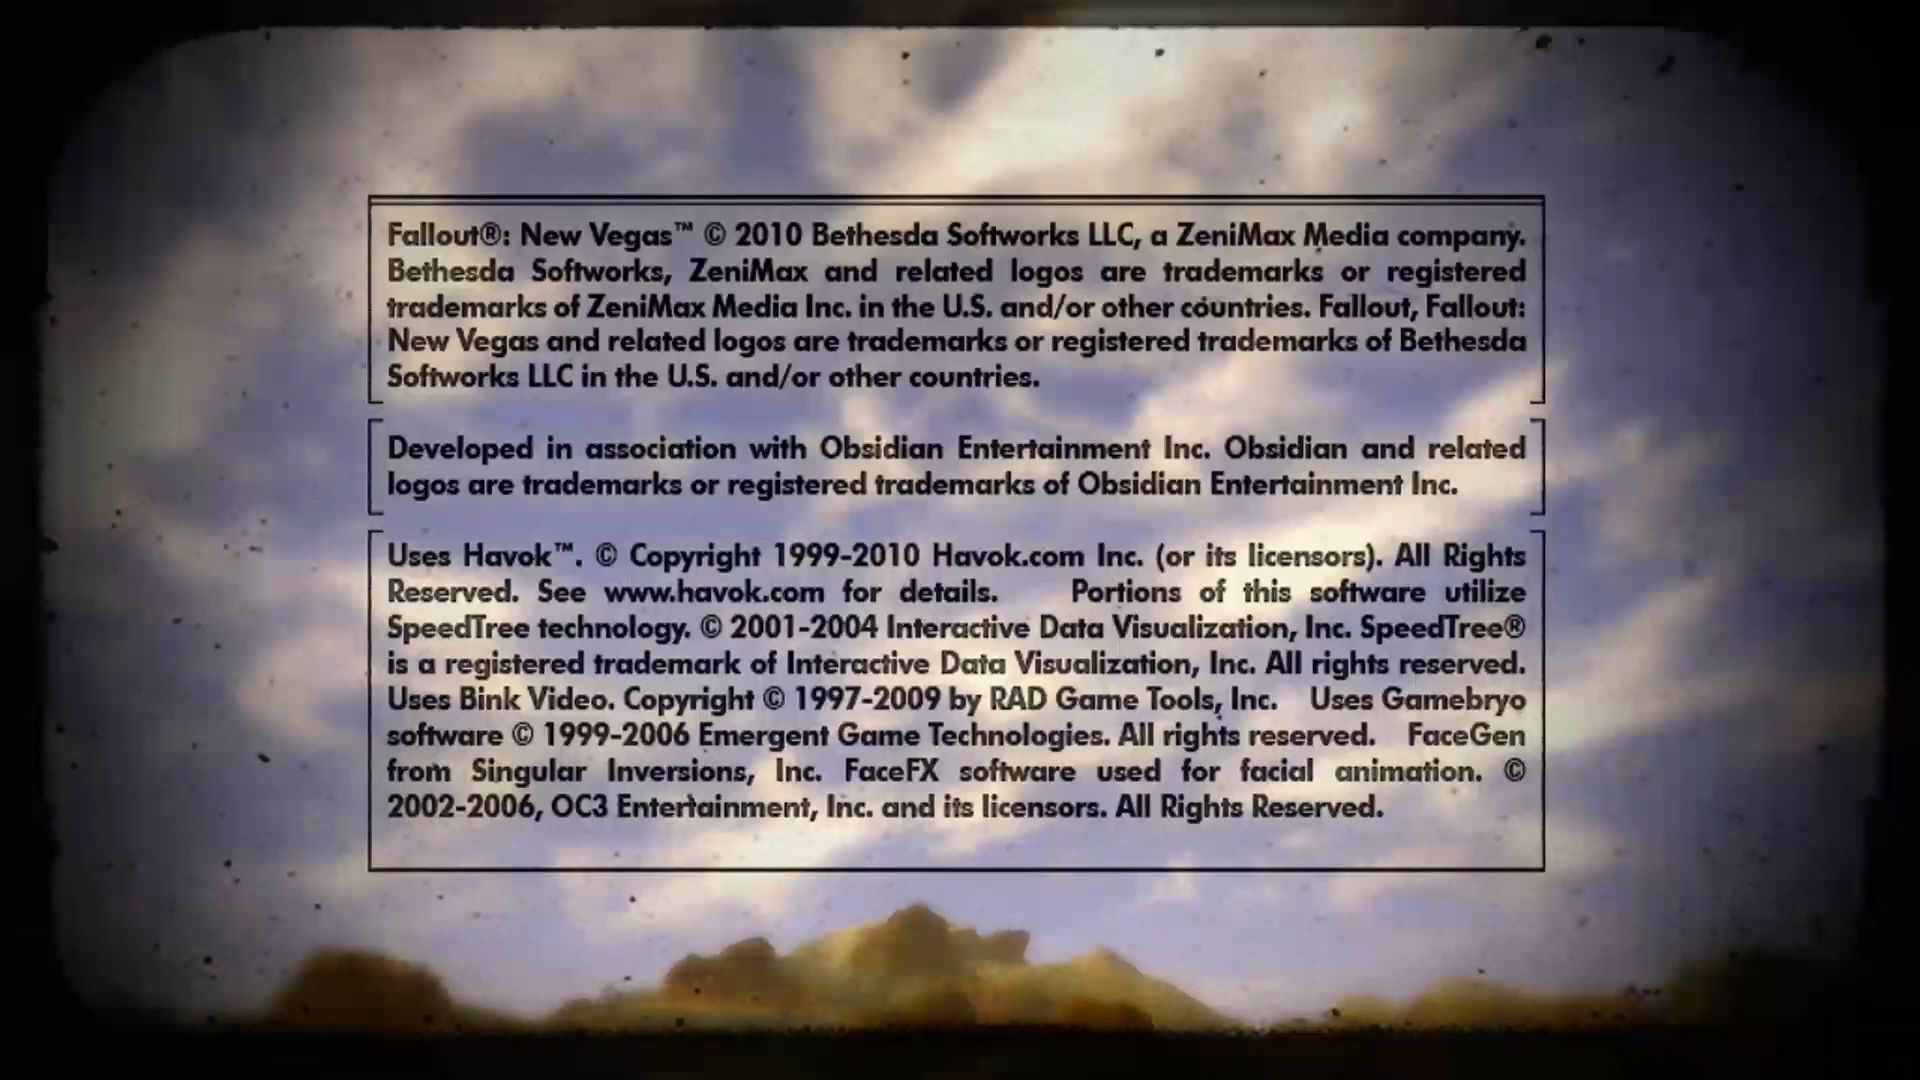 Fallout®: New Vegas™ © 2010 Bethesda Softworks LLC, a ZeniMax Media company.
Bethesda Softworks, ZeniMax and related logos are trademarks or registered
trademarks of ZeniMax Media Inc. in the U.S. and/or other countries. Fallout, Fallout:
New Vegas and related logos are trademarks or registered trademarks of Bethesda
Softworks LLC in the U.S. and/or other countries.
Developed in association with Obsidian Entertainment Inc. Obsidian and related
logos are trademarks or registered trademarks of Obsidian Entertainment Inc.
Uses Havok™. © Copyright 1999-2010 Havok.com Inc. (or its licensors). All Rights
Reserved. See www.havok.com for details. Portions of this software utilize
SpeedTree technology. © 2001-2004 Interactive Data Visualization, Inc. SpeedTree®
is a registered trademark of Interactive Data Visualization, Inc. All rights reserved.
Uses Bink Video. Copyright © 1997-2009 by RAD Game Tools, Inc. Uses Gamebryo
software © 1999-2006 Emergent Game Technologies. All rights reserved. FaceGen
from Singular Inversions, Inc. FaceFX software used for facial animation. ©
2002-2006, OC3 Entertainment, Inc. and its licensors. All Rights Reserved.